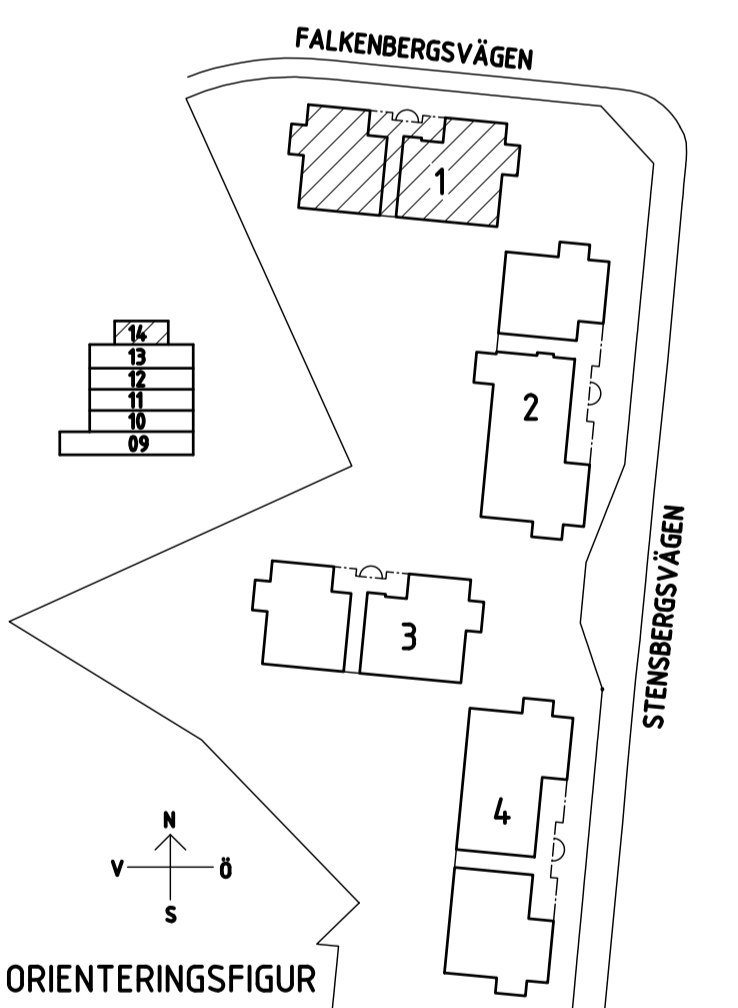 FALKENBERGSVÄGEN
1
14
13
12
11
10
09
2
STENSBERGSVÄGEN
3
4
N
V Ö
S
ORIENTERINGSFIGUR